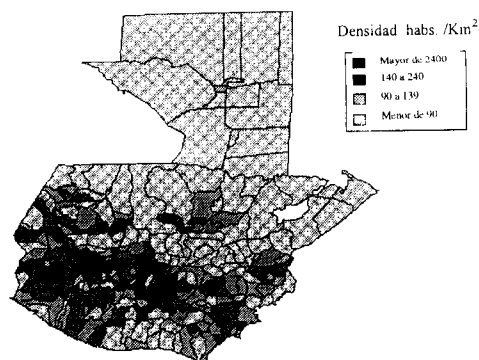 Densidad habs. /Km²
Mayor de 2400
140 a 240
90 a 139
Menor de 90